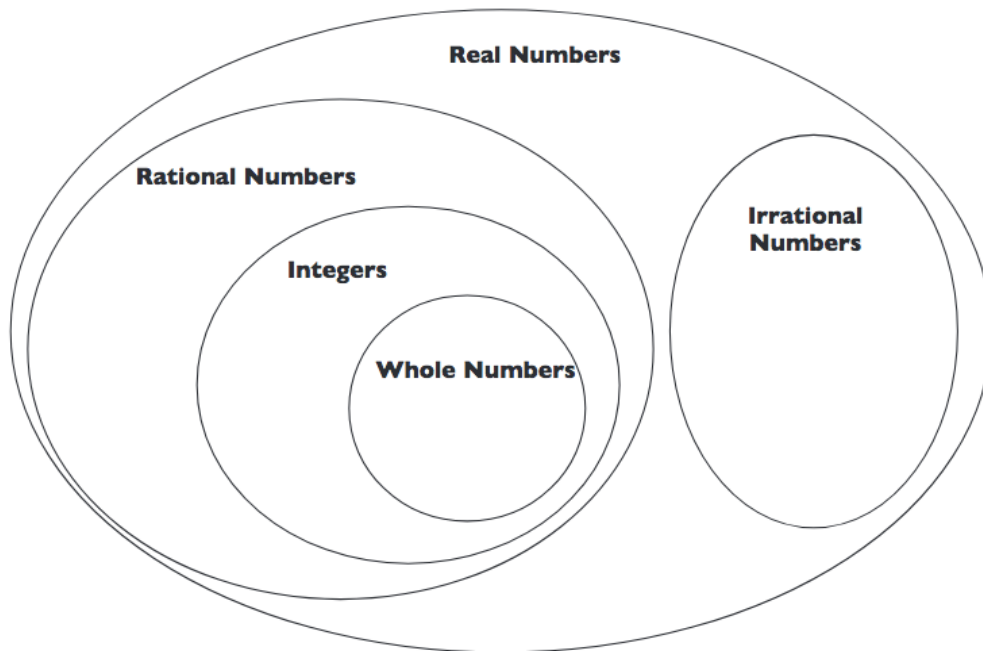 Real Numbers
Rational Numbers
Irrational
Numbers
Integers
Whole Numbers